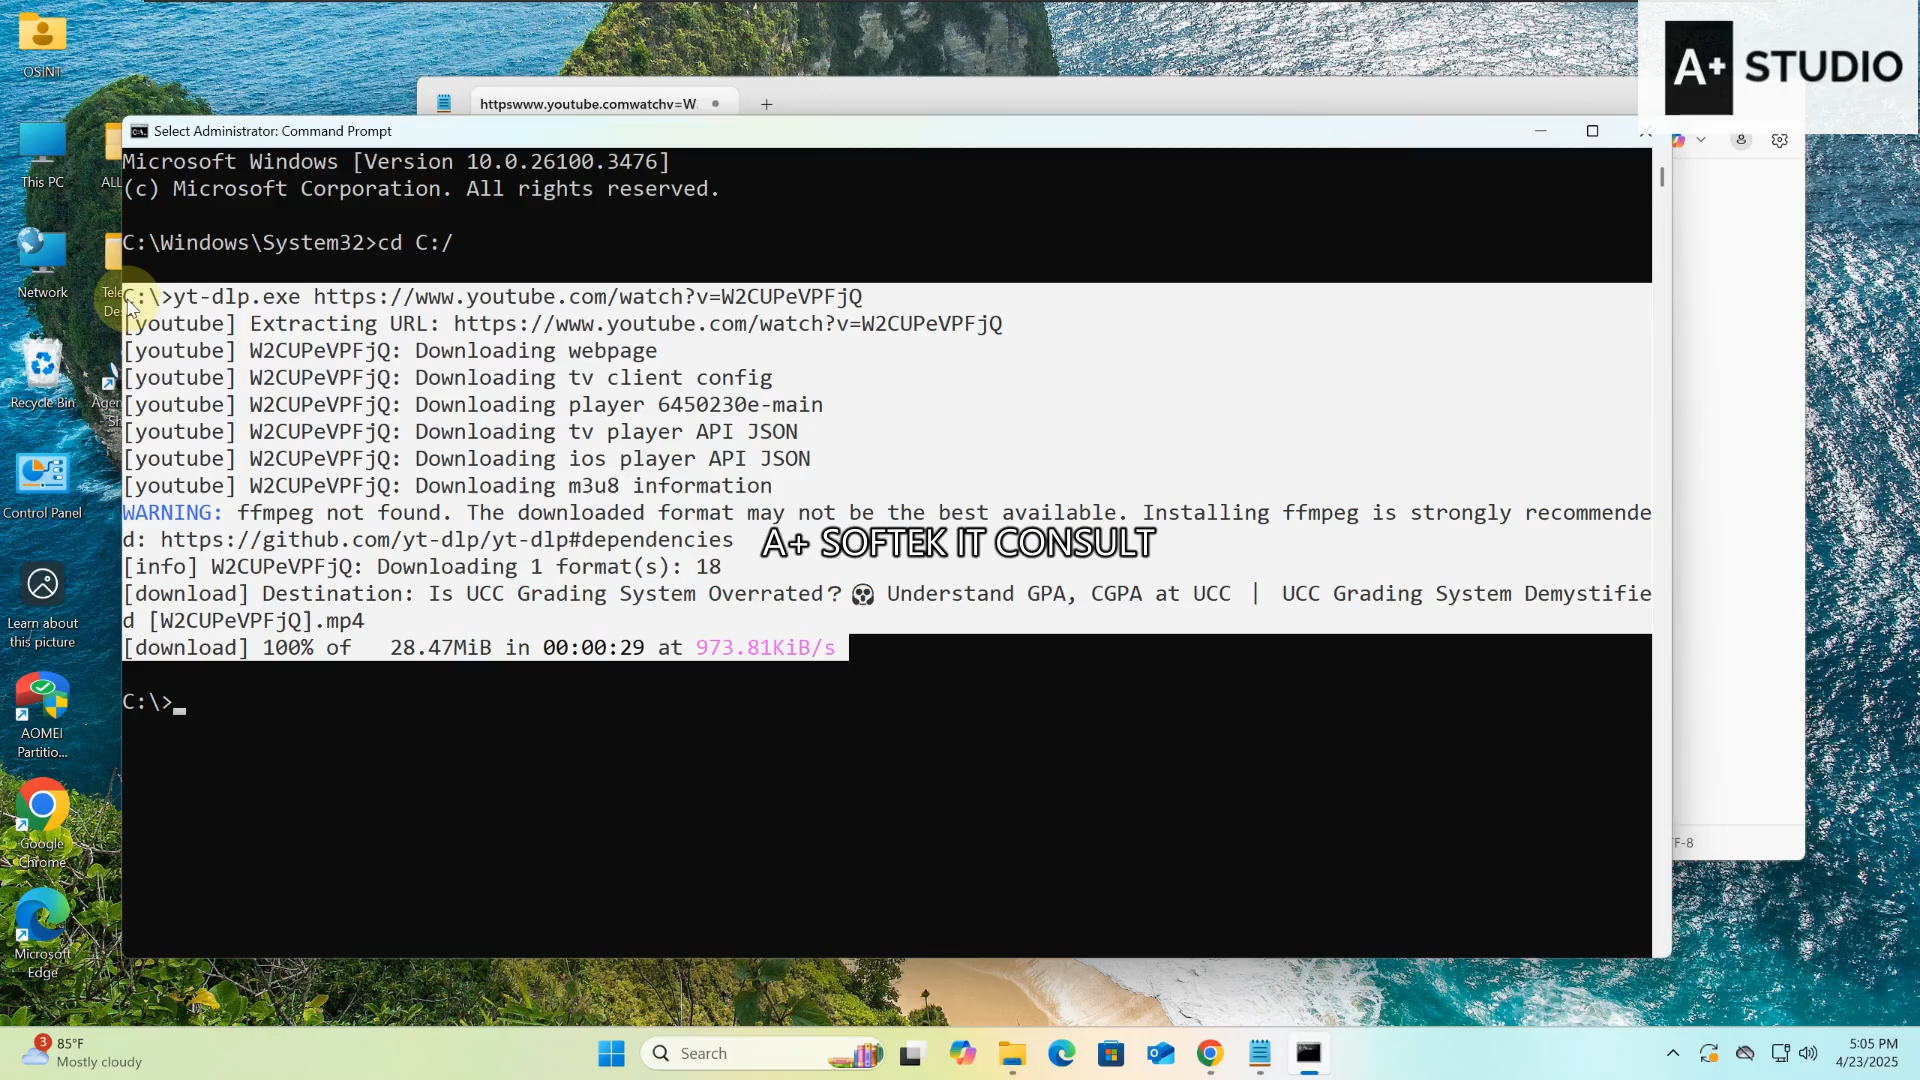 OSINT
This PC
Network
Recycle Bin
Control Panel
Learn about
this picture
AOMEI
Partitio...
Google
Chrome
Microsoft
Edge
A+ STUDIO
httpswww.youtube.comwatchv=W
Select Administrator: Command Prompt
Microsoft Windows [Version 10.0.26100.3476]
(c) Microsoft Corporation. All rights reserved.
C:\Windows\System32>cd C:/
C:\>yt-dlp.exe https://www.youtube.com/watch?v=W2CUPeVPFjQ
[youtube] Extracting URL: https://www.youtube.com/watch?v=W2CUPeVPFjQ
[youtube] W2CUPeVPFjQ: Downloading webpage
[youtube] W2CUPeVPFjQ: Downloading tv client config
[youtube] W2CUPeVPFjQ: Downloading player 6450230e-main
[youtube] W2CUPeVPFjQ: Downloading tv player API JSON
[youtube] W2CUPeVPFjQ: Downloading ios player API JSON
[youtube] W2CUPeVPFjQ: Downloading m3u8 information
WARNING: ffmpeg not found. The downloaded format may not be the best available. Installing ffmpeg is strongly recommende
d: https://github.com/yt-dlp/yt-dlp#dependencies
A+ SOFTEK IT CONSULT
[info] W2CUPeVPFjQ: Downloading 1 format(s): 18
[download] Destination: Is UCC Grading System Overrated？💀 Understand GPA, CGPA at UCC ｜ UCC Grading System Demystifie
d [W2CUPeVPFjQ].mp4
[download] 100% of   28.47MiB in 00:00:29 at 973.81KiB/s
C:\>
3
85°F
Mostly cloudy
Search
5:05 PM
4/23/2025